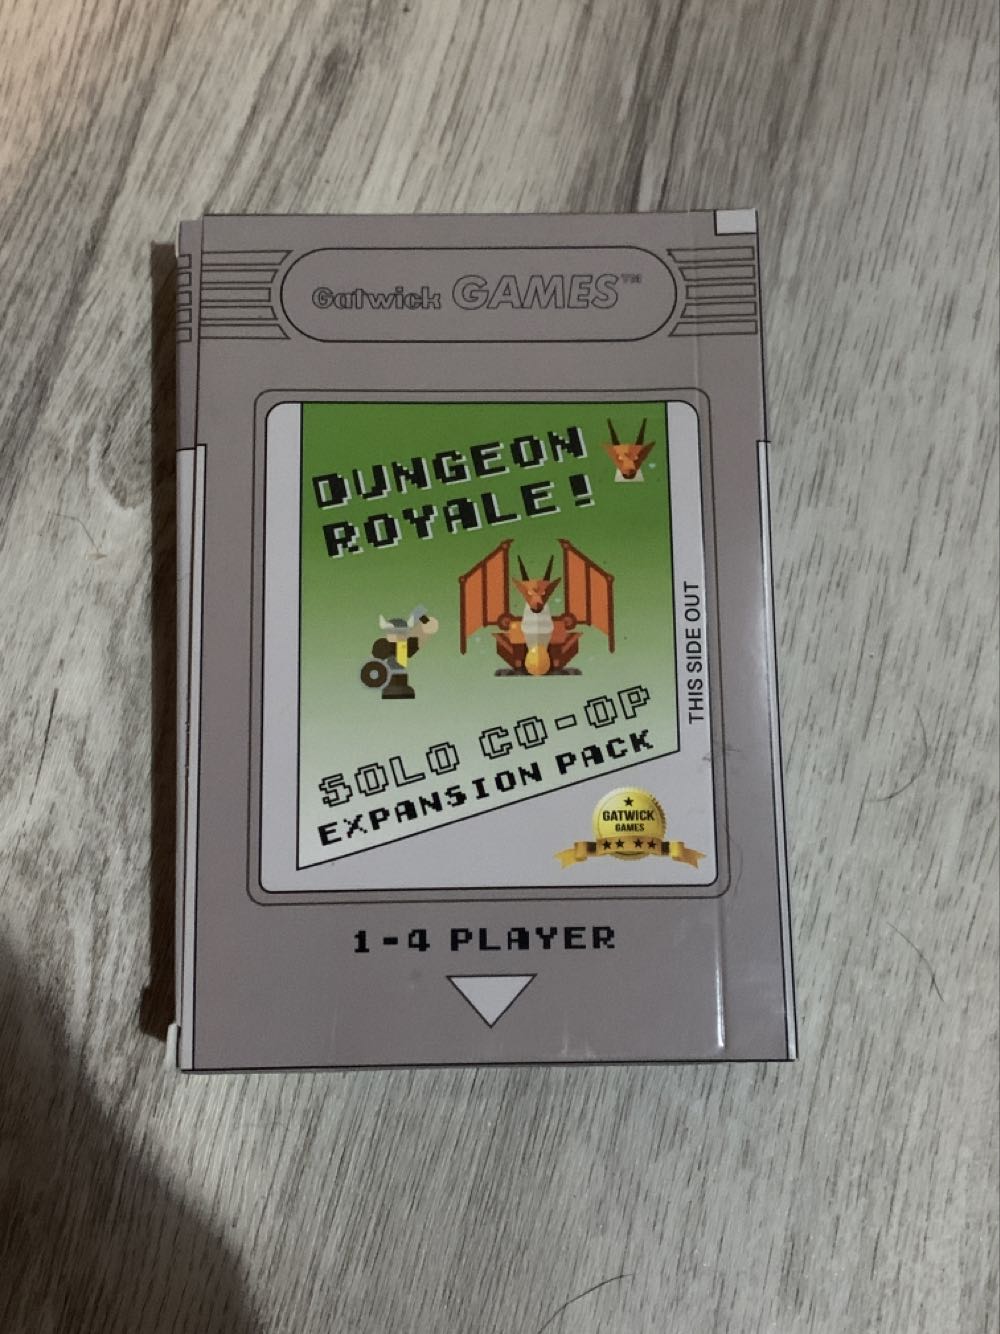 Gatwick GAMES™
DUNGEON
ROYALE!
SOLO CO-OP
EXPANSION PACK
THIS SIDE OUT
GATWICK
GAMES
1-4 PLAYER